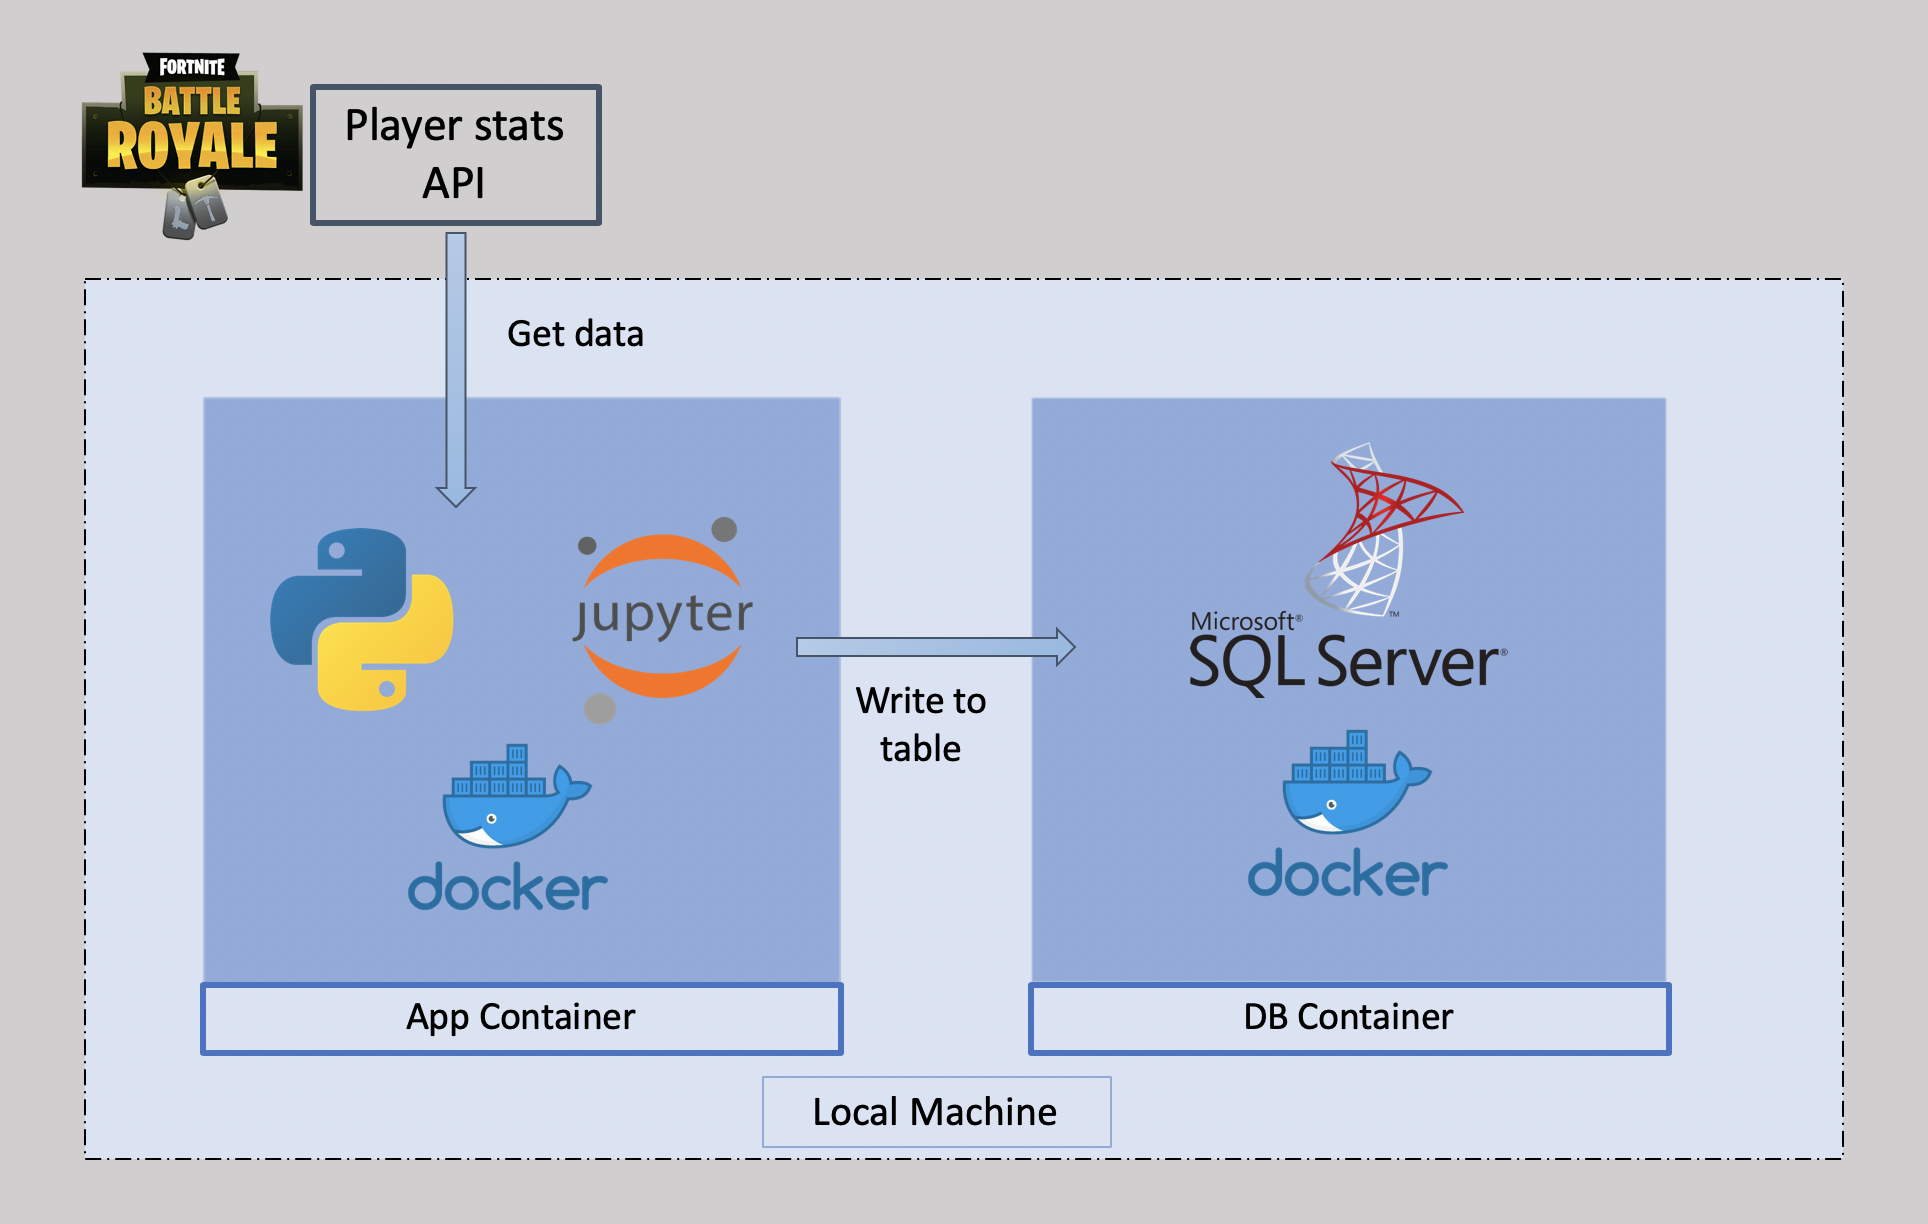 FORTNITE
BATTLE
ROYALE
Player stats
API
Get data
jupyter
Microsoft®
SQL Server®
™
Write to
table
docker
docker
App Container
DB Container
Local Machine